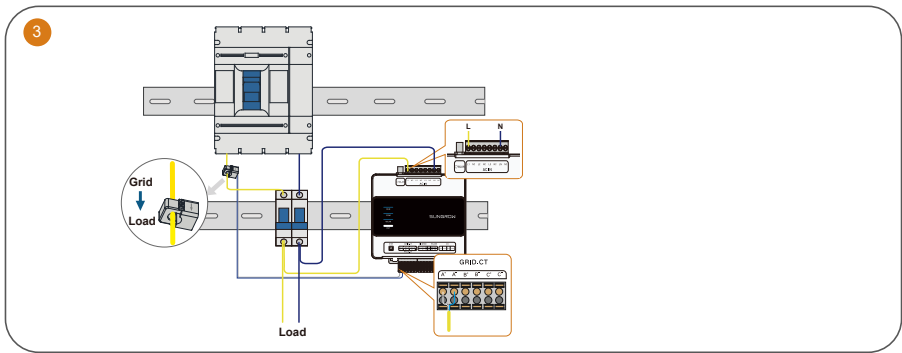 3
L N
Grid
Load
SUNGROW
GRID-CT
A⁺ A⁻ B⁺ B⁻ C⁺ C⁻
Load